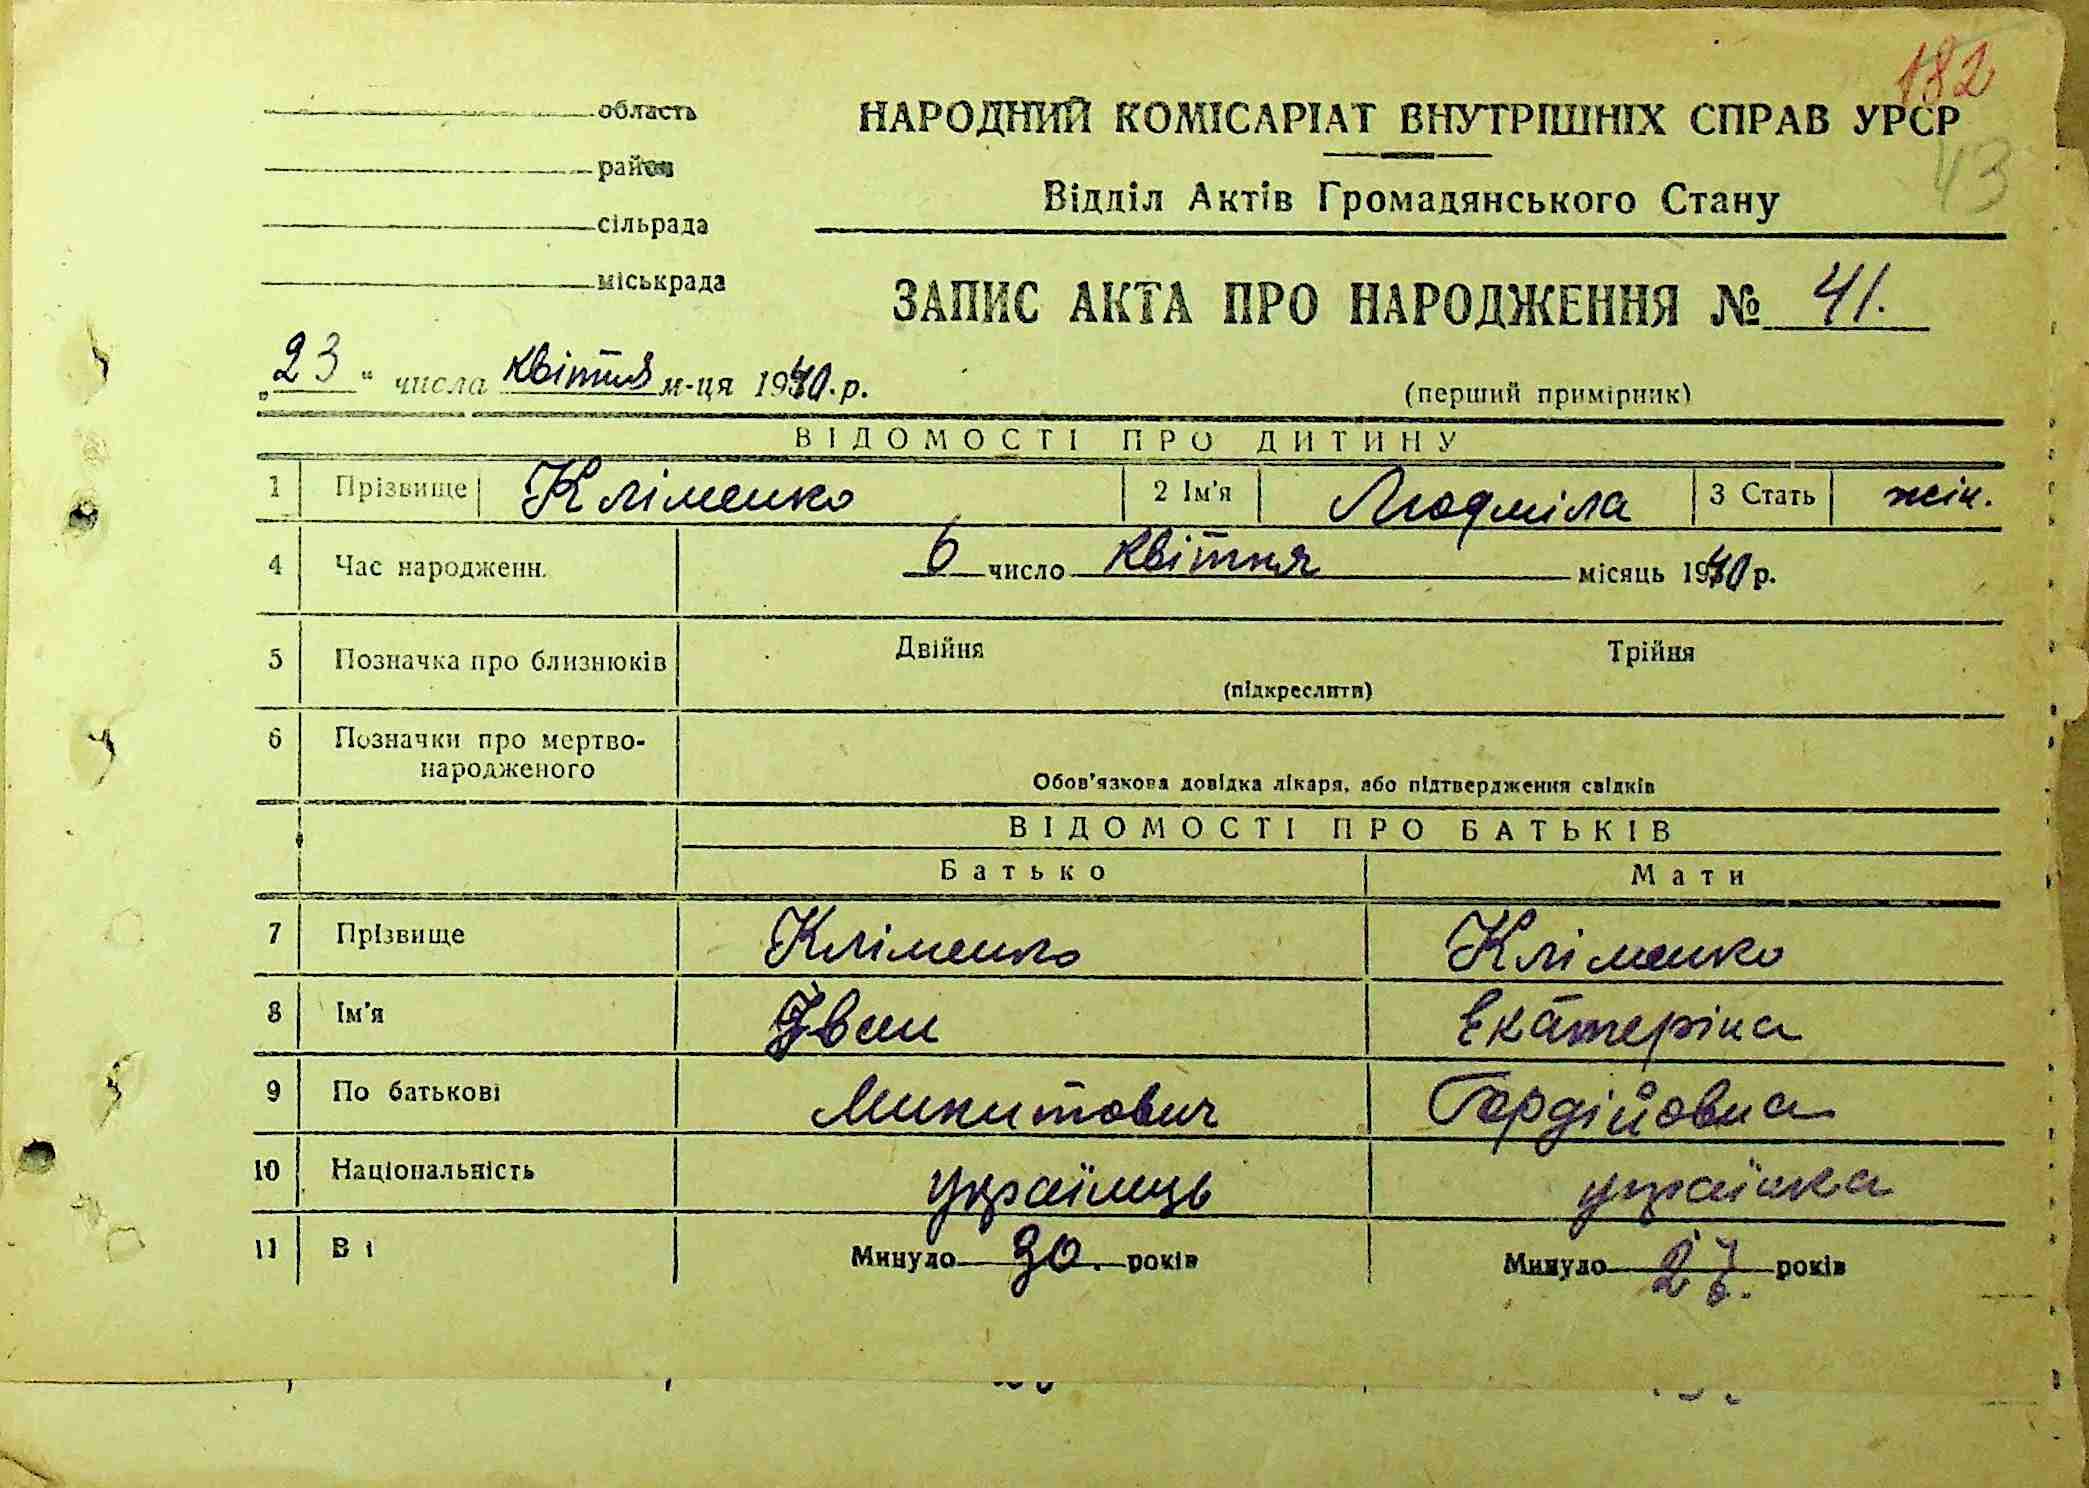 182
область
НАРОДНИЙ КОМІСАРІАТ ВНУТРІШНІХ СПРАВ УРСР
район
43
Відділ Актів Громадянського Стану
сільрада
міськрада
ЗАПИС АКТА ПРО НАРОДЖЕННЯ № 41.
„23“ числа квітня м-ця 1940.р.
(перший примірник)
ВІДОМОСТІ ПРО ДИТИНУ
1 Прізвище Кліменко 2 Ім'я Людміла 3 Стать жін.
4 Час народженн. 6 число квітня місяць 1940 р.
5 Позначка про близнюків Двійня Трійня
(підкреслити)
6 Позначки про мертво-
народженого
Обов'язкова довідка лікаря, або підтвердження свідків
ВІДОМОСТІ ПРО БАТЬКІВ
Батько Мати
7 Прізвище Кліменко Кліменко
8 Ім'я Іван Екатеріна
9 По батькові Микитович Гордійовна
10 Національність українець українка
11 Ві Минуло 30. років Минуло років